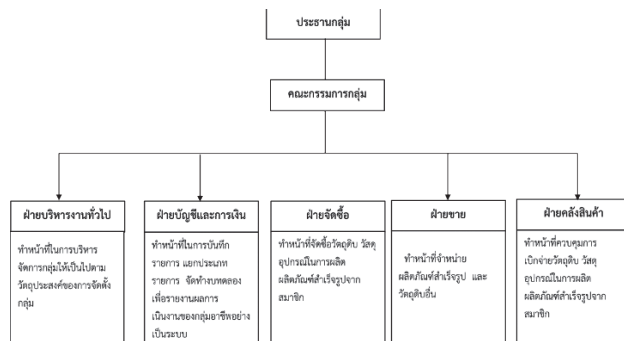 ประธานกลุ่ม
คณะกรรมการกลุ่ม
ฝ่ายบริหารงานทั่วไป
ทำหน้าที่ในการบริหาร
จัดการกลุ่มให้เป็นไปตาม
วัตถุประสงค์ของการจัดตั้ง
กลุ่ม
ฝ่ายบัญชีและการเงิน
ทำหน้าที่ในการบันทึก
รายการ แยกประเภท
รายการ จัดทำงบทดลอง
เพื่อรายงานผลการ
เนินงานของกลุ่มอาชีพอย่าง
เป็นระบบ
ฝ่ายจัดซื้อ
ทำหน้าที่จัดซื้อวัตถุดิบ วัสดุ
อุปกรณ์ในการผลิต
ผลิตภัณฑ์สำเร็จรูปจาก
สมาชิก
ฝ่ายขาย
ทำหน้าที่จำหน่าย
ผลิตภัณฑ์สำเร็จรูป และ
วัตถุดิบอื่น
ฝ่ายคลังสินค้า
ทำหน้าที่ควบคุมการ
เบิกจ่ายวัตถุดิบ วัสดุ
อุปกรณ์ในการผลิต
ผลิตภัณฑ์สำเร็จรูปจาก
สมาชิก